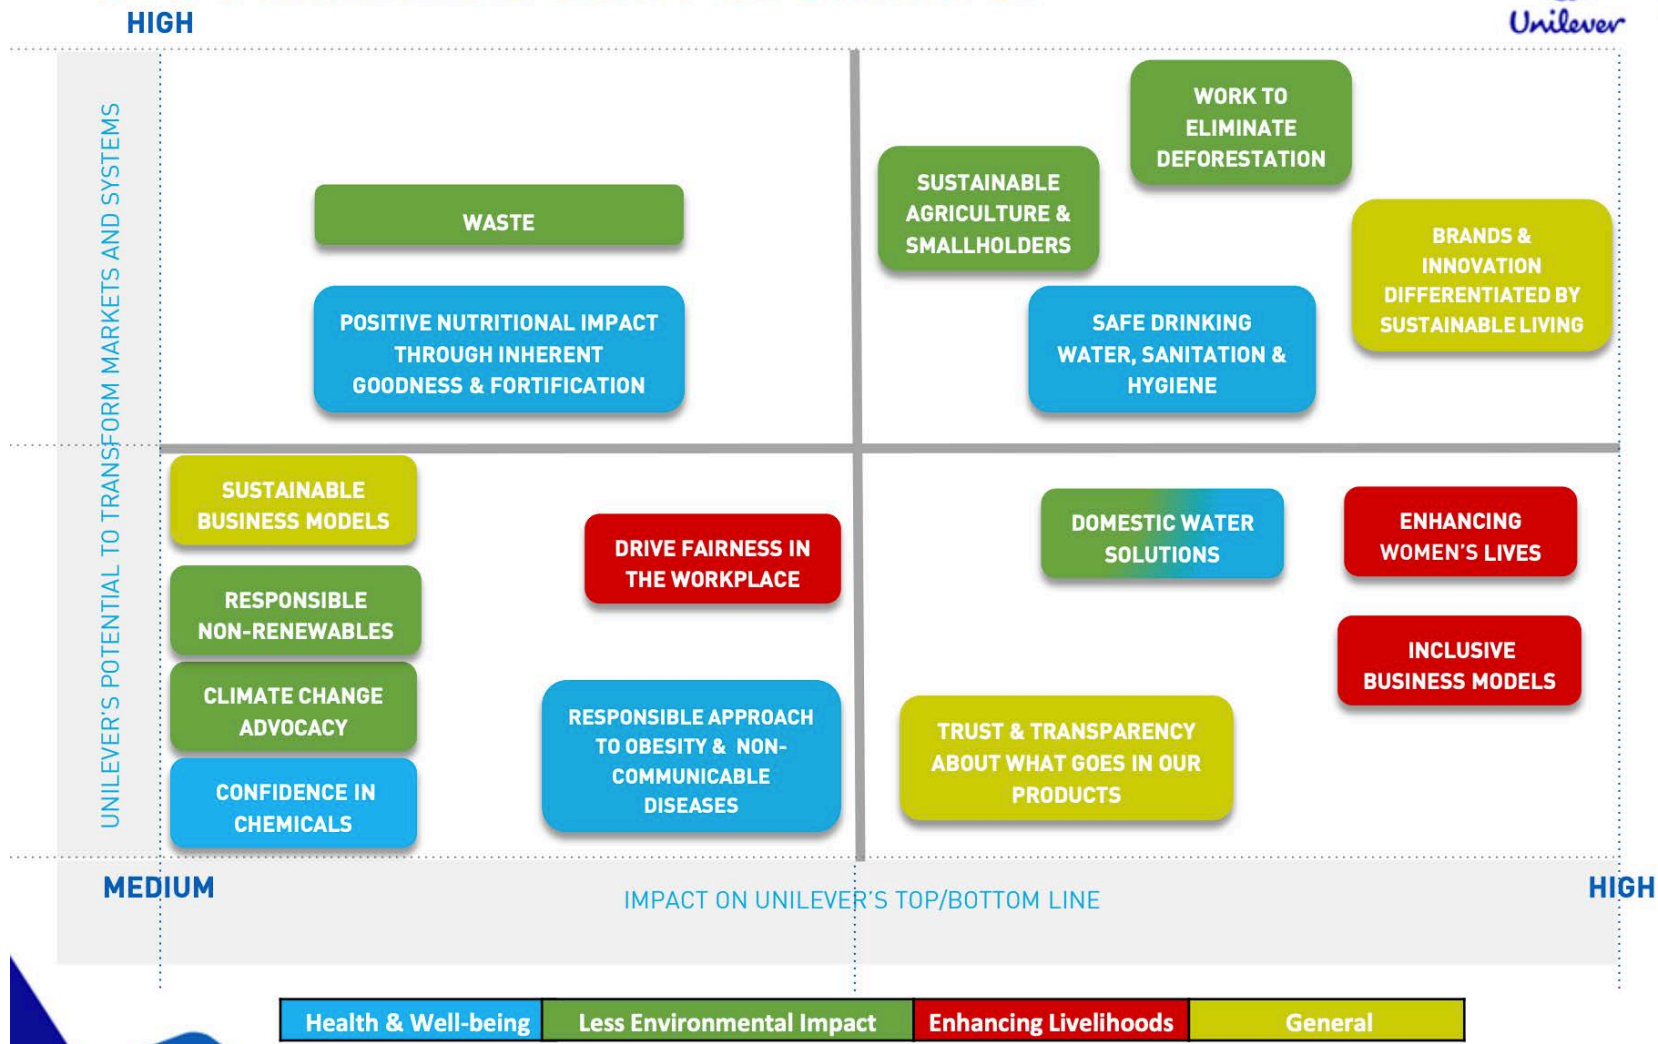 HIGH
Unilever
UNILEVER'S POTENTIAL TO TRANSFORM MARKETS AND SYSTEMS
WORK TO
ELIMINATE
DEFORESTATION
SUSTAINABLE
AGRICULTURE &
SMALLHOLDERS
WASTE
BRANDS &
INNOVATION
DIFFERENTIATED BY
SUSTAINABLE LIVING
POSITIVE NUTRITIONAL IMPACT
THROUGH INHERENT
GOODNESS & FORTIFICATION
SAFE DRINKING
WATER, SANITATION &
HYGIENE
SUSTAINABLE
BUSINESS MODELS
DRIVE FAIRNESS IN
THE WORKPLACE
DOMESTIC WATER
SOLUTIONS
ENHANCING
WOMEN'S LIVES
RESPONSIBLE
NON-RENEWABLES
INCLUSIVE
BUSINESS MODELS
CLIMATE CHANGE
ADVOCACY
RESPONSIBLE APPROACH
TO OBESITY & NON-
COMMUNICABLE
DISEASES
TRUST & TRANSPARENCY
ABOUT WHAT GOES IN OUR
PRODUCTS
CONFIDENCE IN
CHEMICALS
MEDIUM
IMPACT ON UNILEVER'S TOP/BOTTOM LINE
HIGH
Health & Well-being
Less Environmental Impact
Enhancing Livelihoods
General